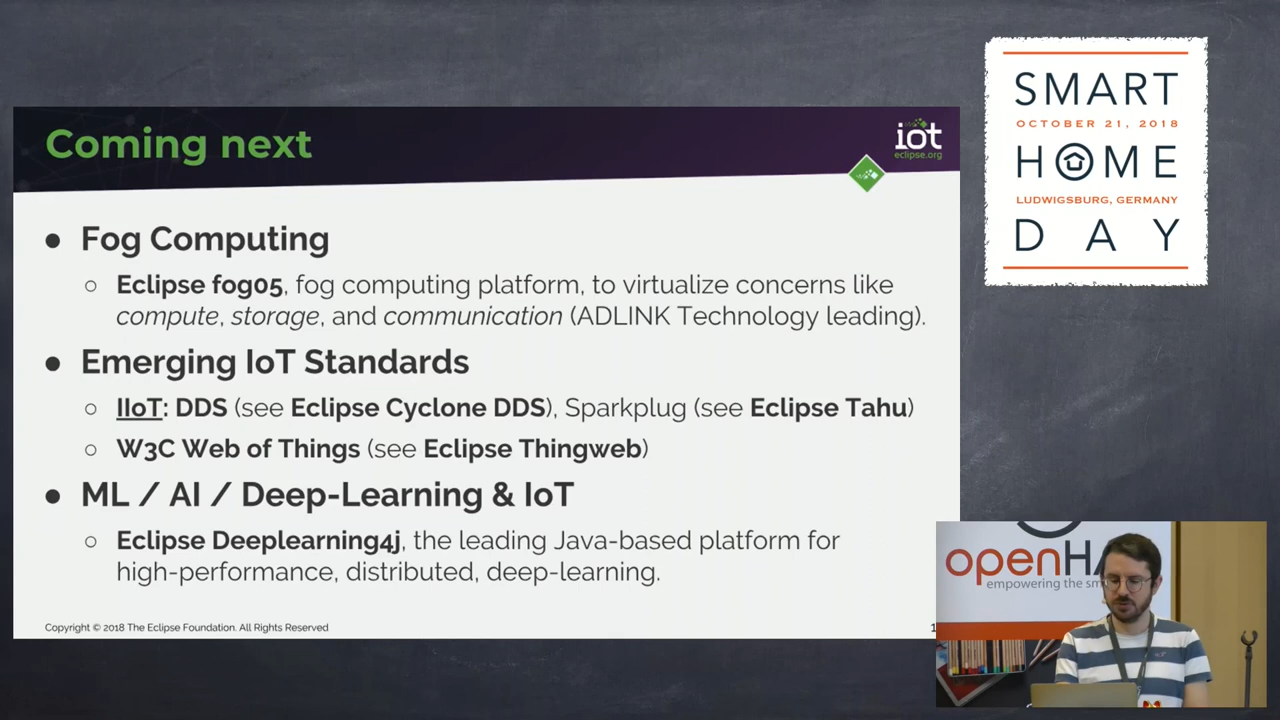 Coming next
iot
eclipse.org
● Fog Computing
○ Eclipse fog05, fog computing platform, to virtualize concerns like
compute, storage, and communication (ADLINK Technology leading).
● Emerging IoT Standards
○ IIoT: DDS (see Eclipse Cyclone DDS), Sparkplug (see Eclipse Tahu)
○ W3C Web of Things (see Eclipse Thingweb)
● ML / AI / Deep-Learning & IoT
○ Eclipse Deeplearning4j, the leading Java-based platform for
high-performance, distributed, deep-learning.
Copyright © 2018 The Eclipse Foundation. All Rights Reserved
SMART
OCTOBER 21, 2018
HOME
LUDWIGSBURG, GERMANY
DAY
openHA
empowering the sm